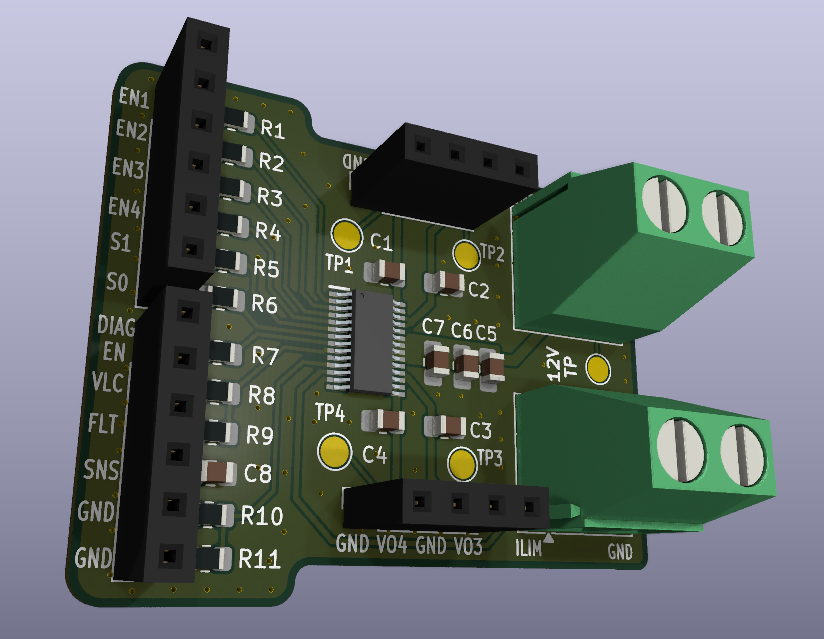 EN1
EN2
EN3
EN4
S1
S0
DIAG
EN
VLC
FLT
SNS
GND
GND
R1
R2
R3
R4
R5
R6
R7
R8
R9
C8
R10
R11
TP1
C1
TP2
C2
C7 C6 C5
12V
TP
TP4
C4
C3
TP3
GND VO4 GND VO3
ILIM
GND